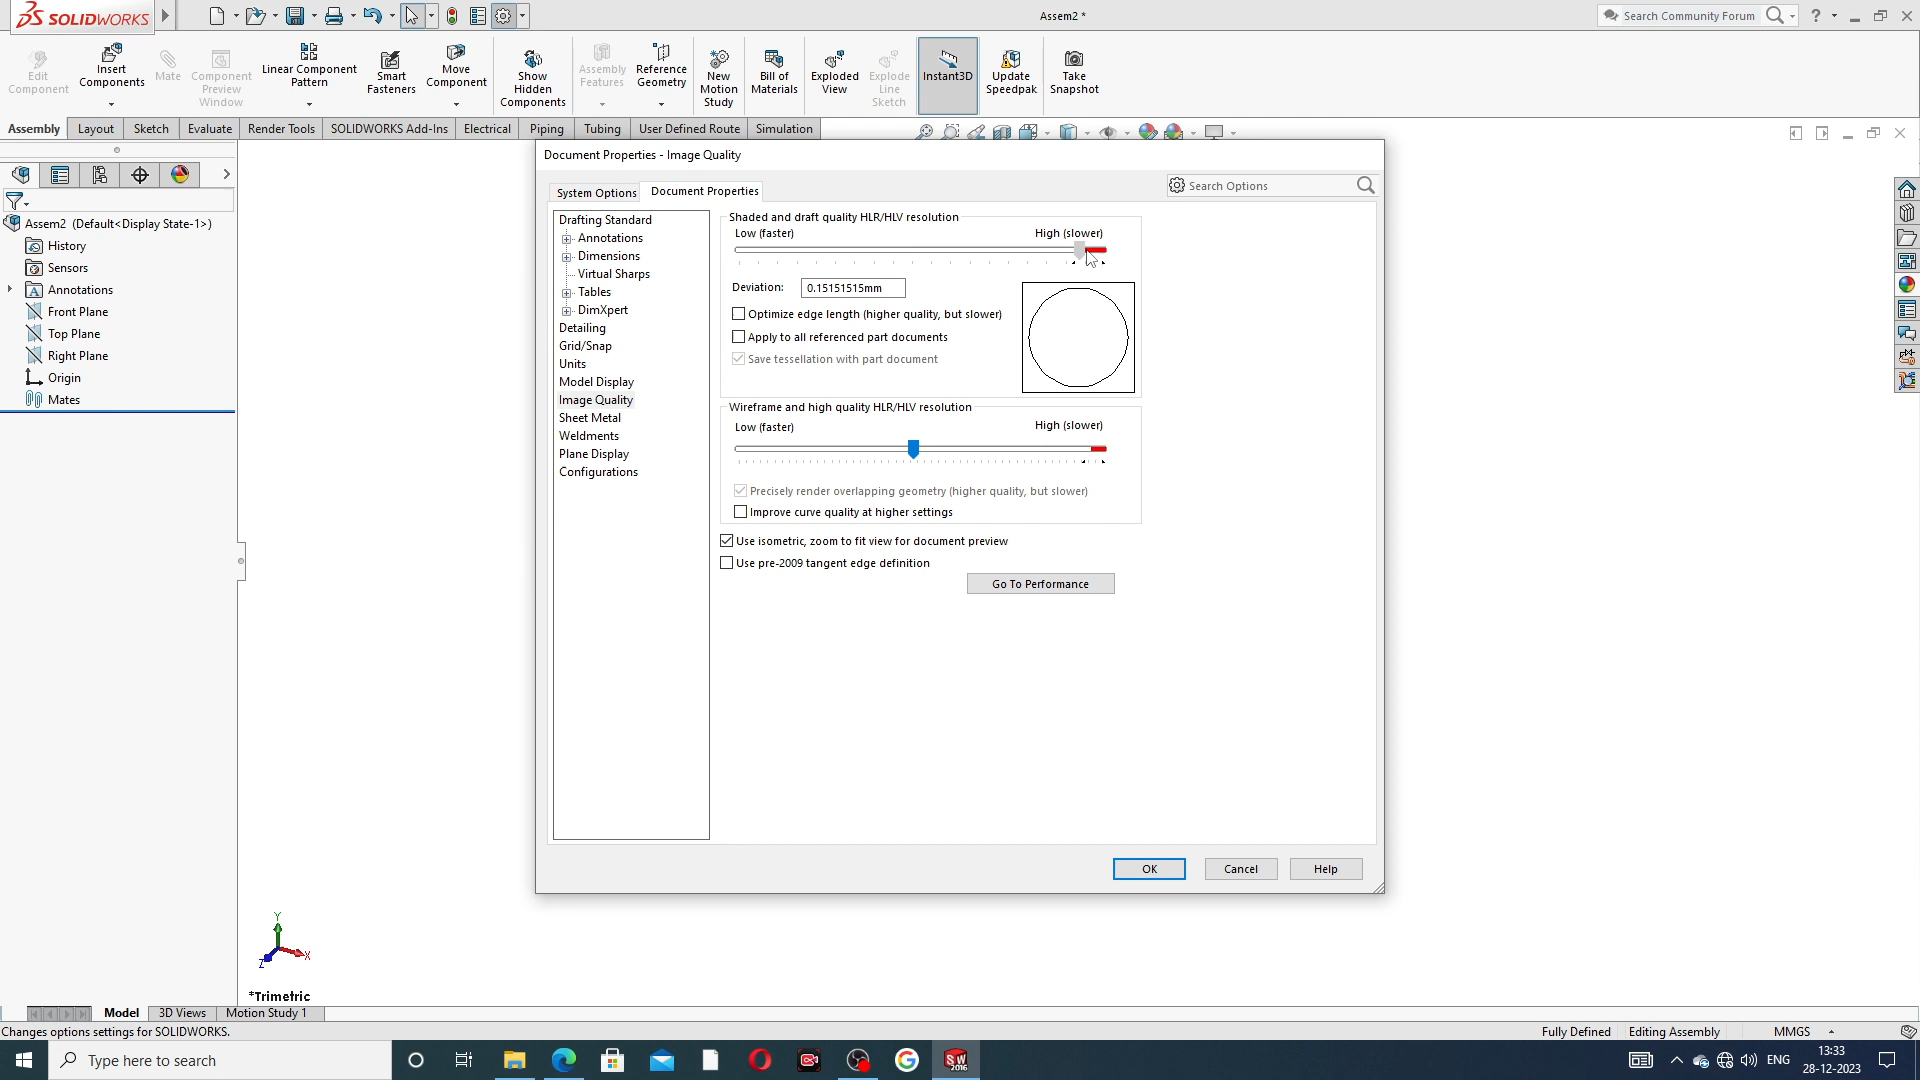 SOLIDWORKS
Assem2 *
Search Community Forum
Edit Component
Insert Components
Mate
Component Preview Window
Linear Component Pattern
Smart Fasteners
Move Component
Show Hidden Components
Assembly Features
Reference Geometry
New Motion Study
Bill of Materials
Exploded View
Explode Line Sketch
Instant3D
Update Speedpak
Take Snapshot
Assembly
Layout
Sketch
Evaluate
Render Tools
SOLIDWORKS Add-Ins
Electrical
Piping
Tubing
User Defined Route
Simulation
Assem2 (Default<Display State-1>)
History
Sensors
Annotations
Front Plane
Top Plane
Right Plane
Origin
Mates
Document Properties - Image Quality
System Options
Document Properties
Search Options
Drafting Standard
Annotations
Dimensions
Virtual Sharps
Tables
DimXpert
Detailing
Grid/Snap
Units
Model Display
Image Quality
Sheet Metal
Weldments
Plane Display
Configurations
Shaded and draft quality HLR/HLV resolution
Low (faster)
High (slower)
Deviation: 0.15151515mm
Optimize edge length (higher quality, but slower)
Apply to all referenced part documents
Save tessellation with part document
Wireframe and high quality HLR/HLV resolution
Low (faster)
High (slower)
Precisely render overlapping geometry (higher quality, but slower)
Improve curve quality at higher settings
Use isometric, zoom to fit view for document preview
Use pre-2009 tangent edge definition
Go To Performance
OK
Cancel
Help
Y
X
Z
*Trimetric
Model
3D Views
Motion Study 1
Changes options settings for SOLIDWORKS.
Fully Defined
Editing Assembly
MMGS
Type here to search
SW
2016
ENG
13:33
28-12-2023